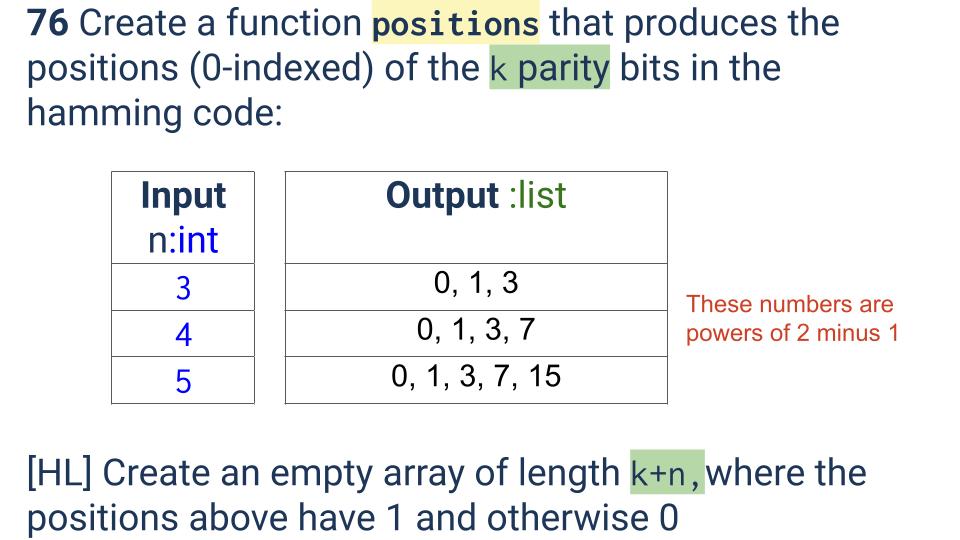 76 Create a function positions that produces the
positions (0-indexed) of the k parity bits in the
hamming code:
Input
n:int
Output :list
3
0, 1, 3
4
0, 1, 3, 7
5
0, 1, 3, 7, 15
These numbers are
powers of 2 minus 1
[HL] Create an empty array of length k+n, where the
positions above have 1 and otherwise 0